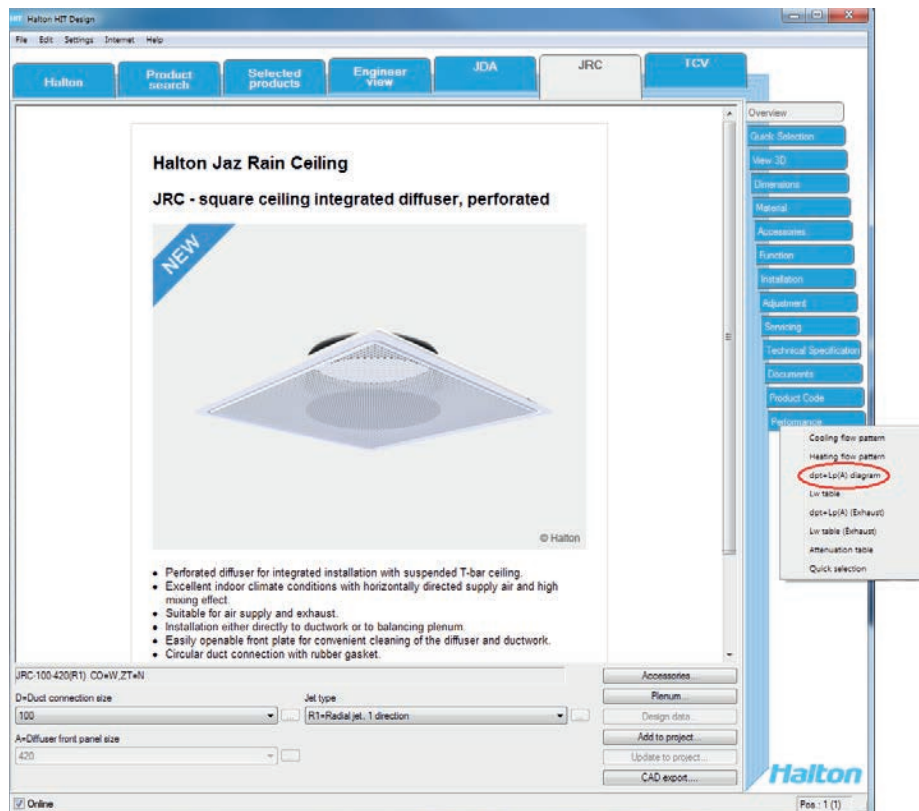 HIT Halton HIT Design
File Edit Settings Internet Help
Halton
Product search
Selected products
Engineer view
JDA
JRC
TCV
Overview
Quick Selection
View 3D
Dimensions
Material
Accessories
Function
Installation
Adjustment
Servicing
Technical Specification
Documents
Product Code
Performance
Cooling flow pattern
Heating flow pattern
dpt+Lp(A) diagram
Lw table
dpt+Lp(A) (Exhaust)
Lw table (Exhaust)
Attenuation table
Quick selection
Halton Jaz Rain Ceiling
JRC - square ceiling integrated diffuser, perforated
NEW
© Halton
• Perforated diffuser for integrated installation with suspended T-bar ceiling.
• Excellent indoor climate conditions with horizontally directed supply air and high
mixing effect.
• Suitable for air supply and exhaust.
• Installation either directly to ductwork or to balancing plenum.
• Easily openable front plate for convenient cleaning of the diffuser and ductwork.
• Circular duct connection with rubber gasket.
JRC-100-420(R1) CO=W,ZT=N
D=Duct connection size
100
...
Jet type
R1=Radial jet, 1 direction
...
A=Diffuser front panel size
420
...
Accessories...
Plenum...
Design data...
Add to project...
Update to project...
CAD export....
Halton
Online
Pos.: 1 (1)